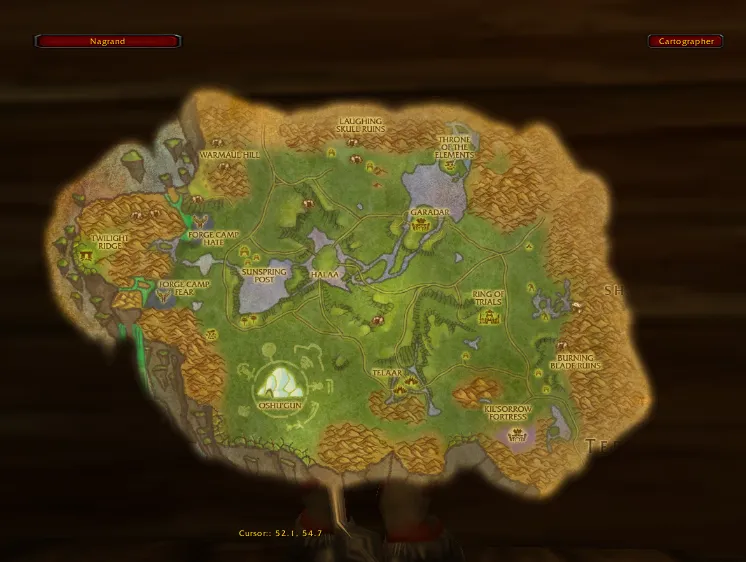 Nagrand
Cartographer
LAUGHING
SKULL RUINS
THRONE
OF THE
ELEMENTS
WARMAUL HILL
GARADAR
FORGE CAMP
HATE
TWILIGHT
RIDGE
SUNSPRING
POST
HALAA
FORGE CAMP
FEAR
SH
RING OF
TRIALS
BURNING
BLADE RUINS
TELAAR
OSHU'GUN
KIL'SORROW
FORTRESS
TE
Cursor:: 52.1, 54.7